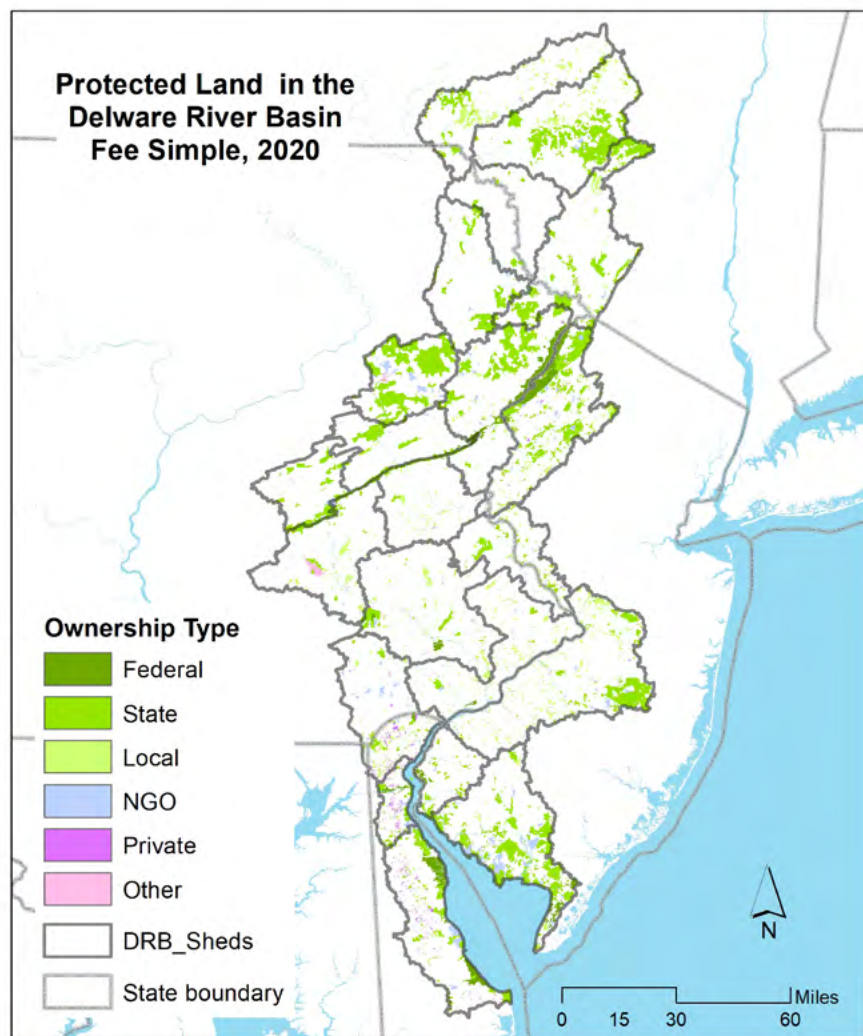 Protected Land in the
Delware River Basin
Fee Simple, 2020
Ownership Type
Federal
State
Local
NGO
Private
Other
DRB_Sheds
State boundary
N
Miles
0 15 30 60